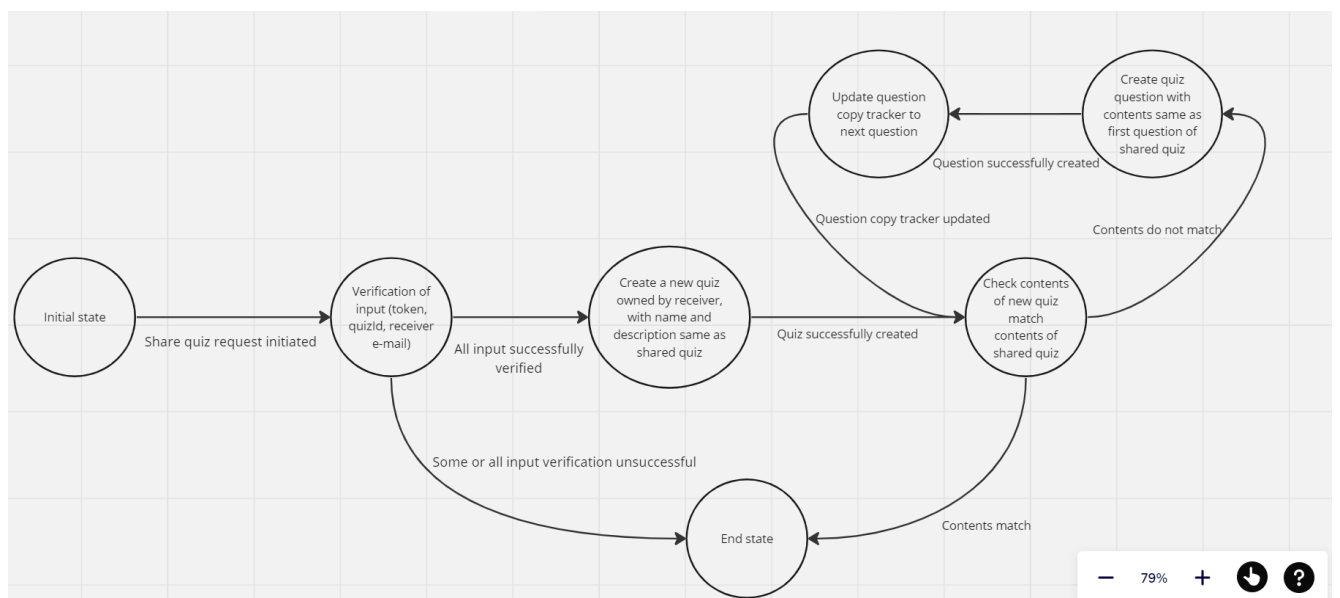 Update question
copy tracker to
next question
Create quiz
question with
contents same as
first question of
shared quiz
Question successfully created
Question copy tracker updated
Contents do not match
Initial state
Share quiz request initiated
Verification of
input (token,
quizId, receiver
e-mail)
All input successfully
verified
Create a new quiz
owned by receiver,
with name and
description same as
shared quiz
Quiz successfully created
Check contents
of new quiz
match
contents of
shared quiz
Some or all input verification unsuccessful
End state
Contents match
− 79% + ?